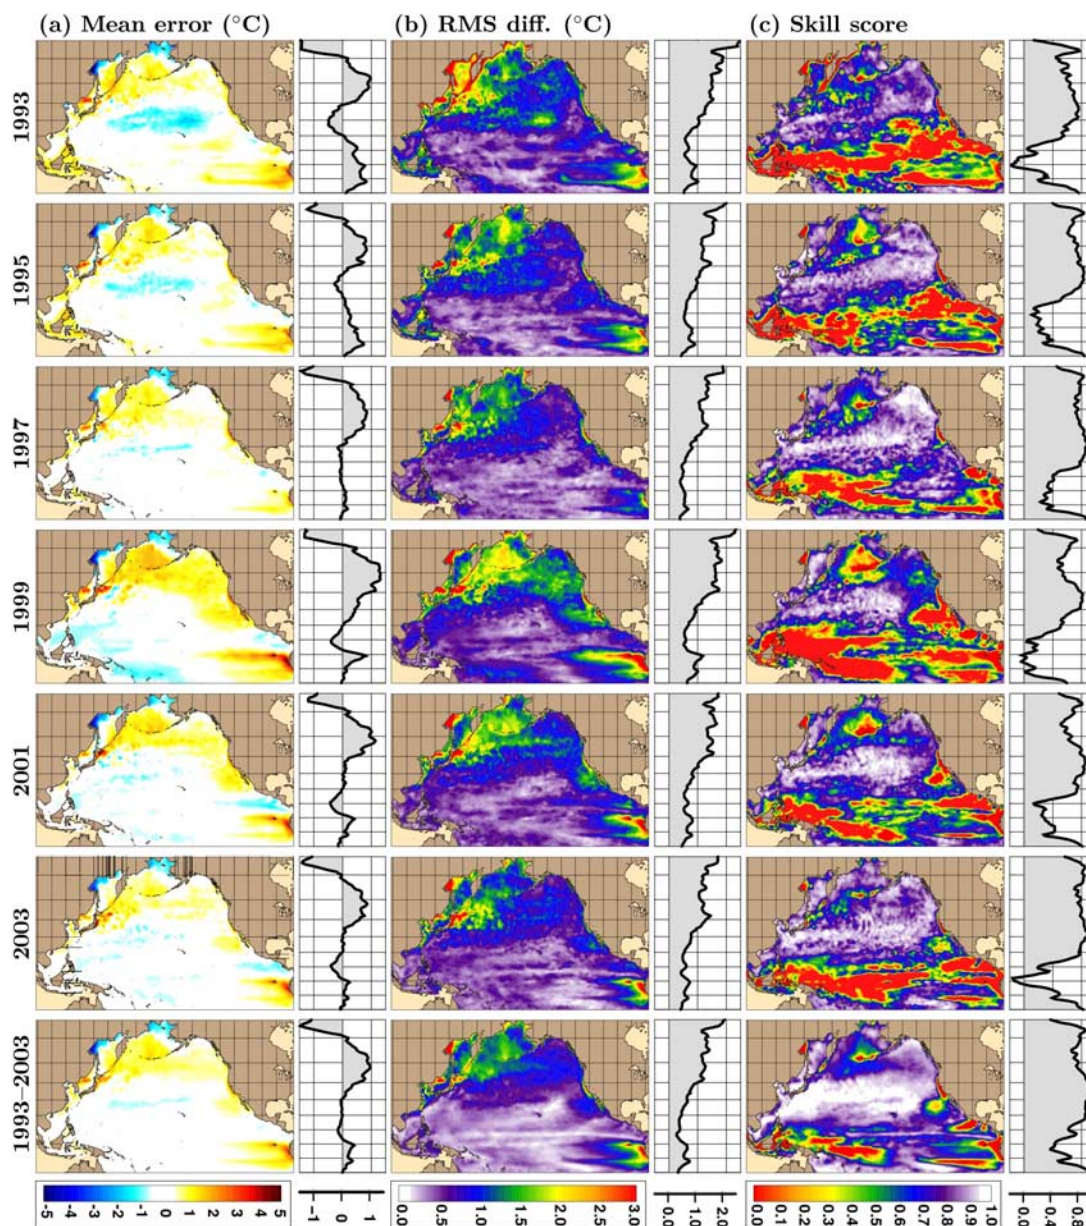 (a) Mean error (°C)
(b) RMS diff. (°C)
(c) Skill score
1993
1995
1997
1999
2001
2003
1993−2003
-5 -4 -3 -2 -1 0 1 2 3 4 5
−1 0 1
0.0 0.5 1.0 1.5 2.0 2.5 3.0
0.0 1.0 2.0
0.0 0.1 0.2 0.3 0.4 0.5 0.6 0.7 0.8 0.9 1.0
0.2 0.4 0.6